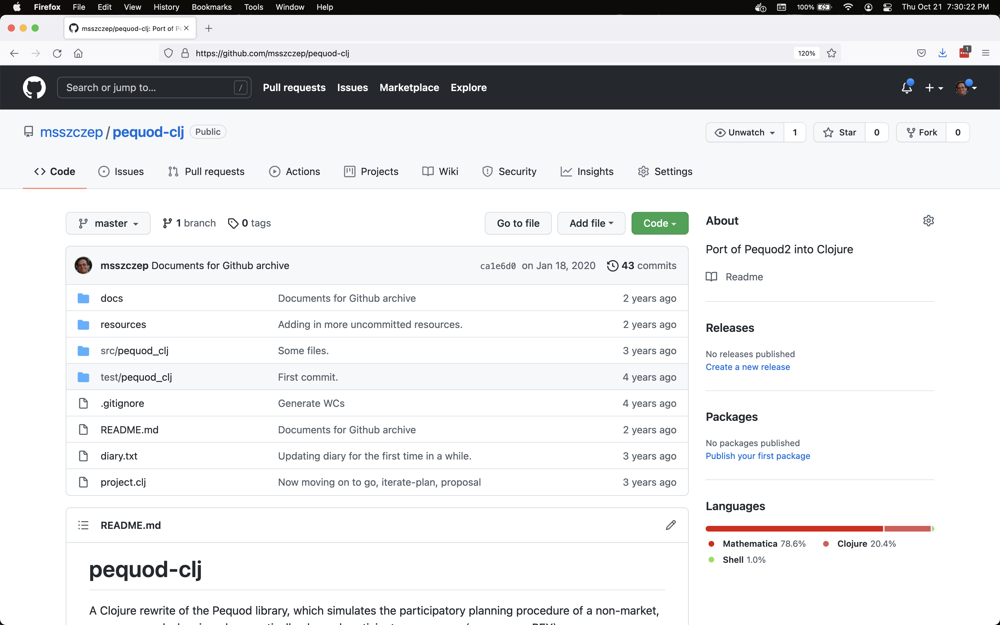 Firefox File Edit View History Bookmarks Tools Window Help 100% Thu Oct 21 7:30:22 PM
msszczep/pequod-clj: Port of Pe
https://github.com/msszczep/pequod-clj 120% 1
Search or jump to... / Pull requests Issues Marketplace Explore
msszczep / pequod-clj Public Unwatch 1 Star 0 Fork 0
Code Issues Pull requests Actions Projects Wiki Security Insights Settings
master 1 branch 0 tags Go to file Add file Code
msszczep Documents for Github archive ca1e6d0 on Jan 18, 2020 43 commits
docs Documents for Github archive 2 years ago
resources Adding in more uncommitted resources. 2 years ago
src/pequod_clj Some files. 3 years ago
test/pequod_clj First commit. 4 years ago
.gitignore Generate WCs 4 years ago
README.md Documents for Github archive 2 years ago
diary.txt Updating diary for the first time in a while. 3 years ago
project.clj Now moving on to go, iterate-plan, proposal 3 years ago
README.md
pequod-clj
A Clojure rewrite of the Pequod library, which simulates the participatory planning procedure of a non-market,
About
Port of Pequod2 into Clojure
Readme
Releases
No releases published
Create a new release
Packages
No packages published
Publish your first package
Languages
Mathematica 78.6% Clojure 20.4%
Shell 1.0%